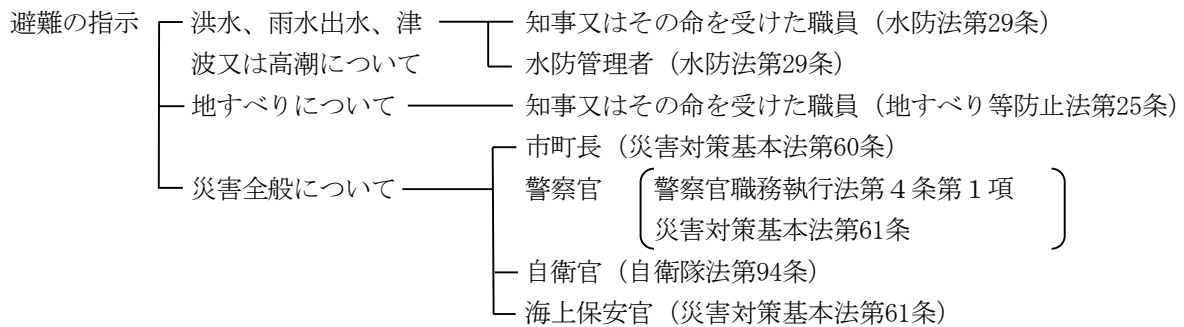 避難の指示 洪水、雨水出水、津 知事又はその命を受けた職員（水防法第29条）
波又は高潮について 水防管理者（水防法第29条）
地すべりについて 知事又はその命を受けた職員（地すべり等防止法第25条）
市町長（災害対策基本法第60条）
災害全般について 警察官 警察官職務執行法第４条第１項
災害対策基本法第61条
自衛官（自衛隊法第94条）
海上保安官（災害対策基本法第61条）